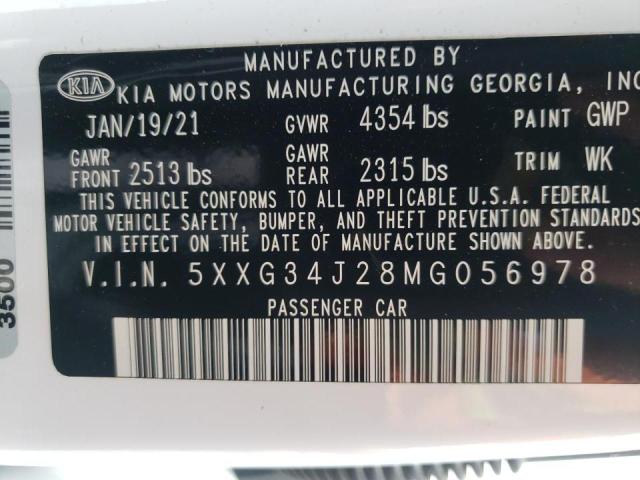 MANUFACTURED BY
KIA KIA MOTORS MANUFACTURING GEORGIA, INC
JAN/19/21 GVWR 4354 lbs PAINT GWP
GAWR FRONT 2513 lbs GAWR REAR 2315 lbs TRIM WK
THIS VEHICLE CONFORMS TO ALL APPLICABLE U.S.A. FEDERAL
MOTOR VEHICLE SAFETY, BUMPER, AND THEFT PREVENTION STANDARDS
IN EFFECT ON THE DATE OF MANUFACTURE SHOWN ABOVE.
V.I.N. 5XXG34J28MG056978
PASSENGER CAR
3500